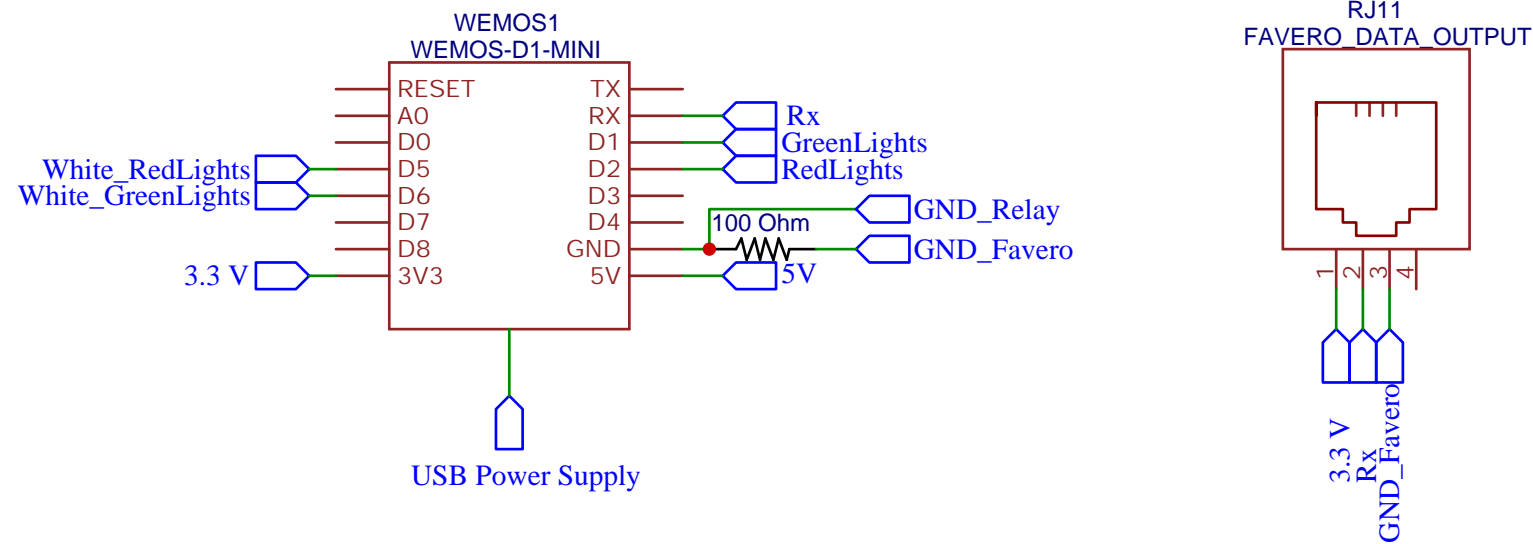 WEMOS1
WEMOS-D1-MINI
RESET
A0
D0
D5
D6
D7
D8
3V3
TX
RX
D1
D2
D3
D4
GND
5V
White_RedLights
White_GreenLights
3.3 V
Rx
GreenLights
RedLights
GND_Relay
100 Ohm
GND_Favero
5V
USB Power Supply
RJ11
FAVERO_DATA_OUTPUT
1
2
3
4
3.3 V
Rx
GND_Favero